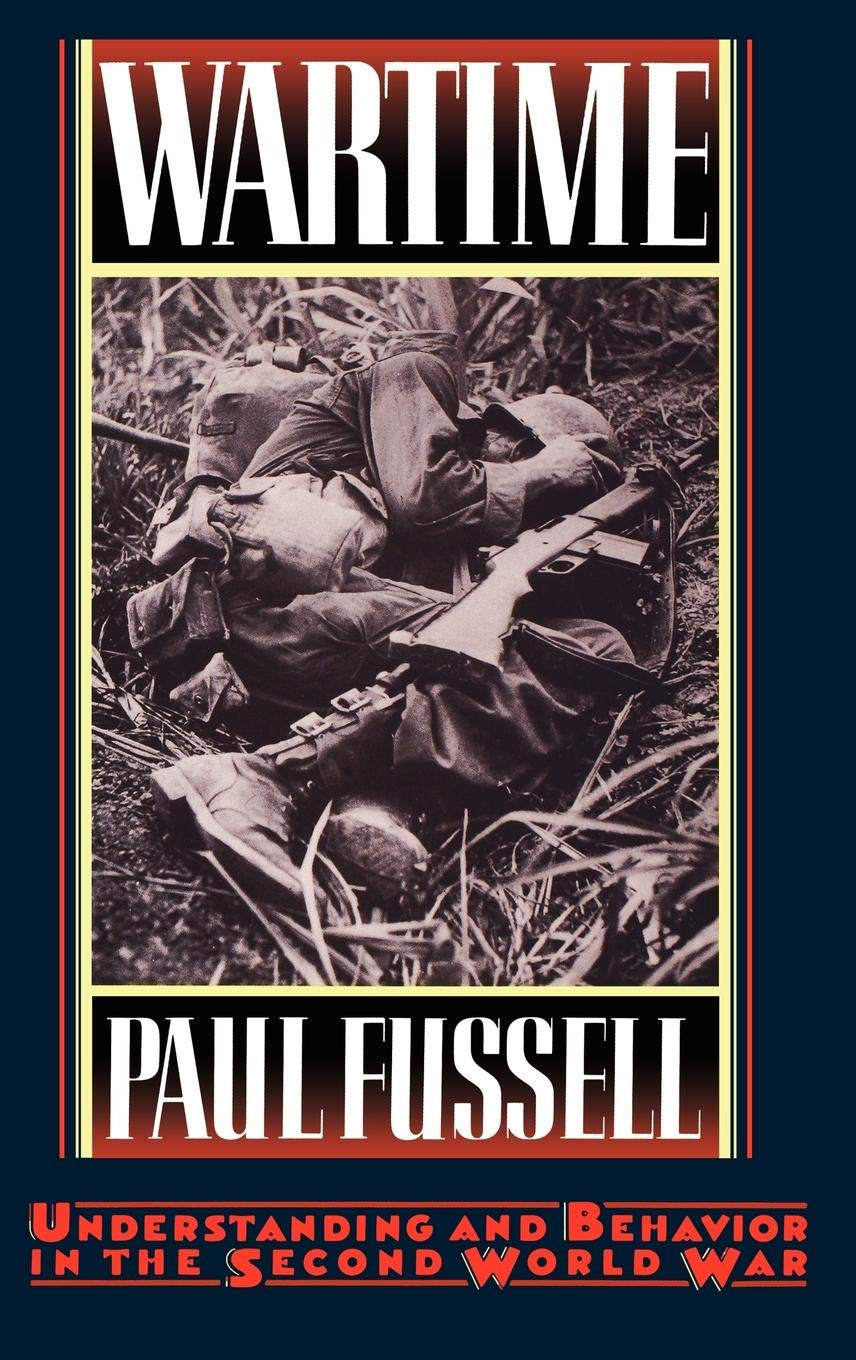 WARTIME
PAUL FUSSELL
UNDERSTANDING AND BEHAVIOR
IN THE SECOND WORLD WAR